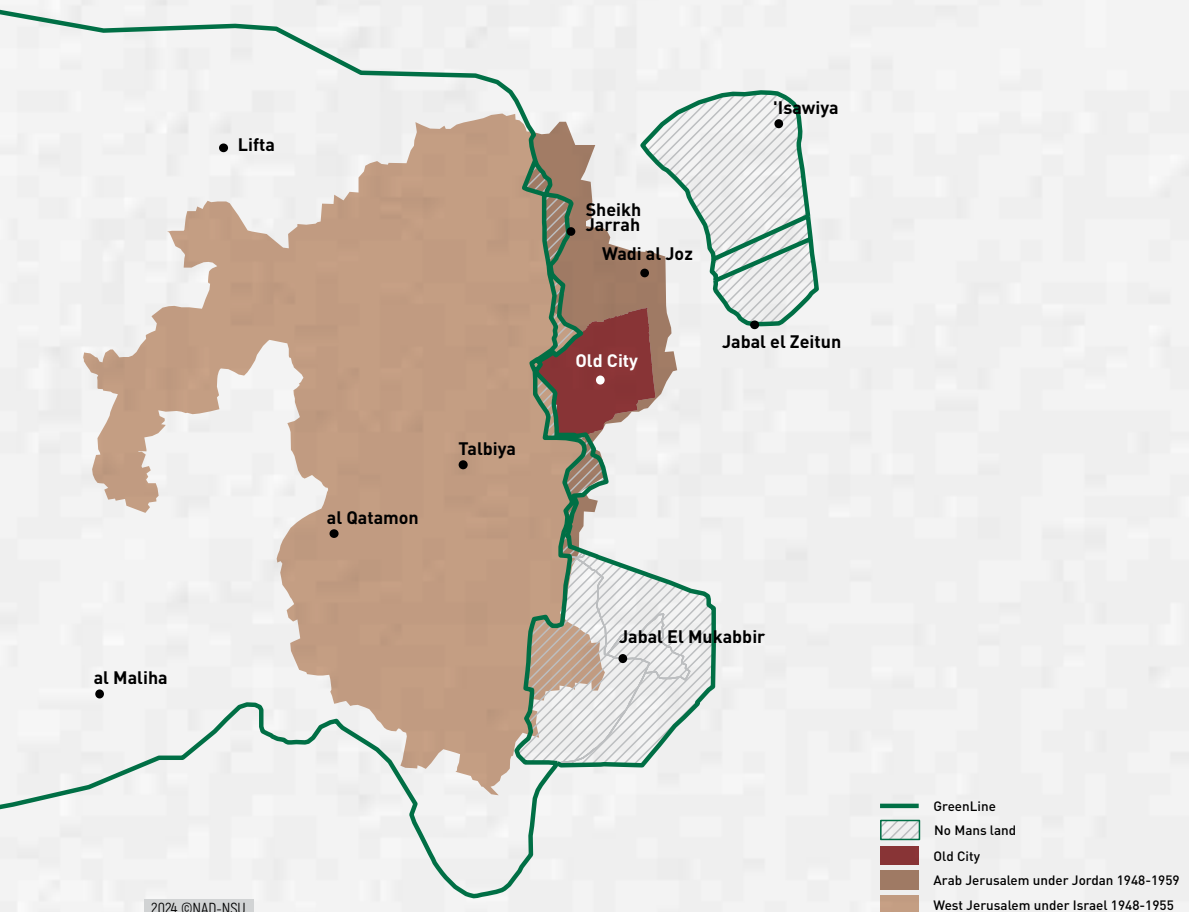 'Isawiya
Lifta
Sheikh
Jarrah
Wadi al Joz
Jabal el Zeitun
Old City
Talbiya
al Qatamon
Jabal El Mukabbir
al Maliha
GreenLine
No Mans land
Old City
Arab Jerusalem under Jordan 1948-1959
West Jerusalem under Israel 1948-1955
2024 ©NAD-NSU